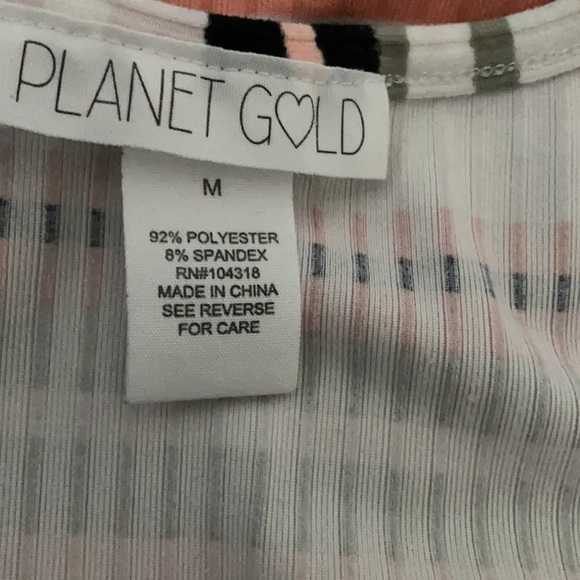 PLANET GOLD
M
92% POLYESTER
8% SPANDEX
RN#104318
MADE IN CHINA
SEE REVERSE
FOR CARE